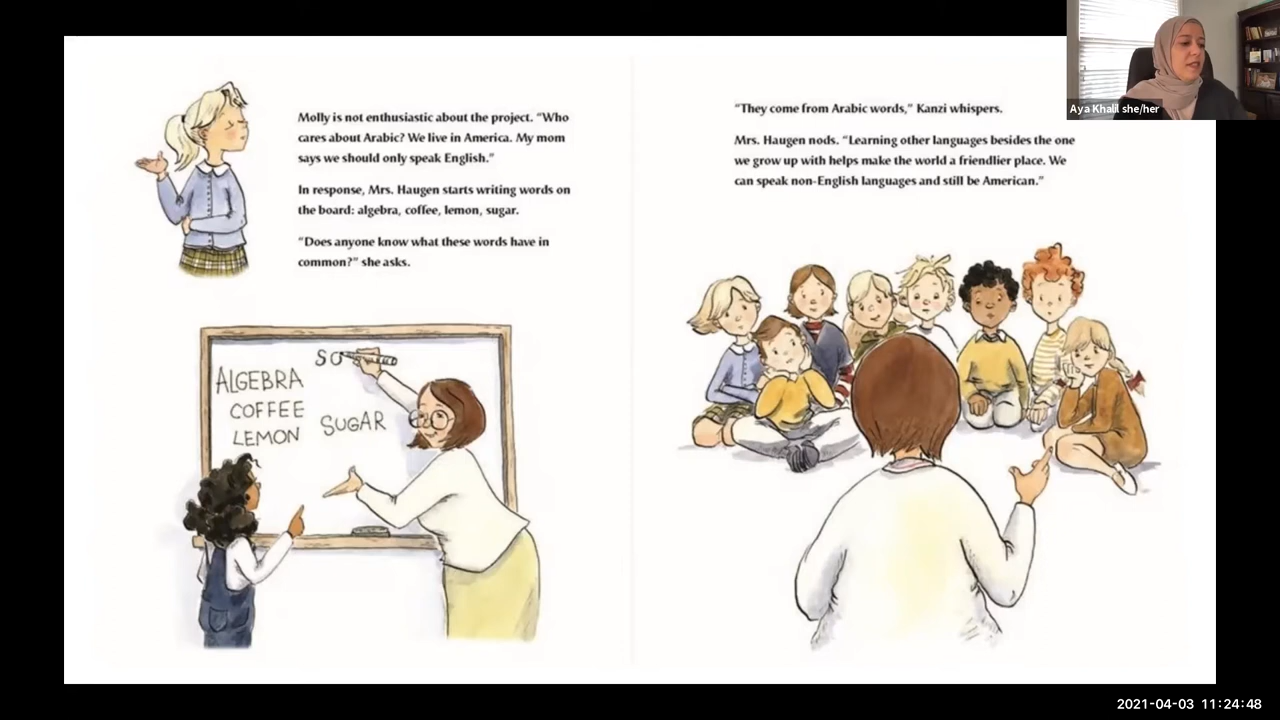 Molly is not enthusiastic about the project. “Who
cares about Arabic? We live in America. My mom
says we should only speak English.”
In response, Mrs. Haugen starts writing words on
the board: algebra, coffee, lemon, sugar.
“Does anyone know what these words have in
common?” she asks.
ALGEBRA
COFFEE
LEMON
SO
SUGAR
“They come from Arabic words,” Kanzi whispers.
Mrs. Haugen nods. “Learning other languages besides the one
we grow up with helps make the world a friendlier place. We
can speak non-English languages and still be American.”
Aya Khalil she/her
2021-04-03 11:24:48